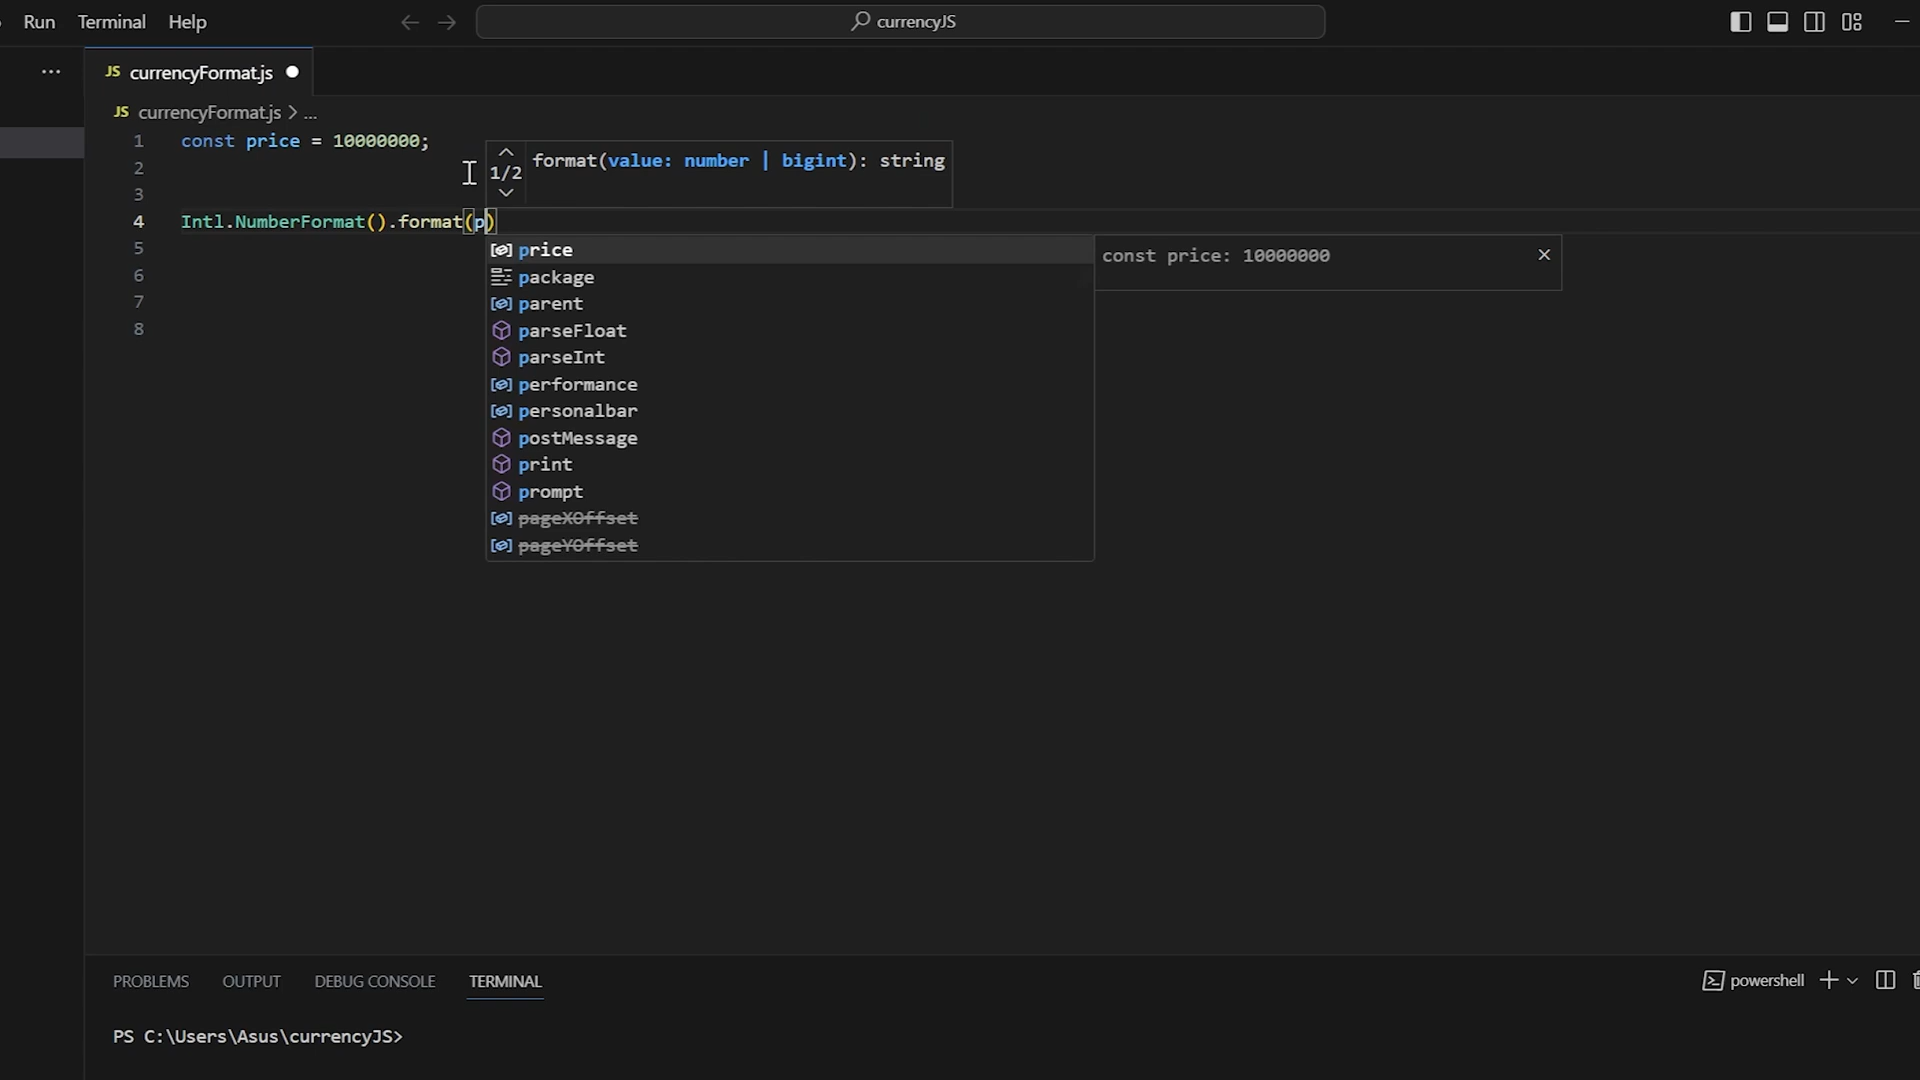 Run Terminal Help
currencyJS
JS currencyFormat.js
JS currencyFormat.js > ...
1 const price = 10000000;
2
3
4 Intl.NumberFormat().format(p)
5
6
7
8
1/2
format(value: number | bigint): string
price
package
parent
parseFloat
parseInt
performance
personalbar
postMessage
print
prompt
pageXOffset
pageYOffset
const price: 10000000
PROBLEMS OUTPUT DEBUG CONSOLE TERMINAL
powershell
PS C:\Users\Asus\currencyJS>